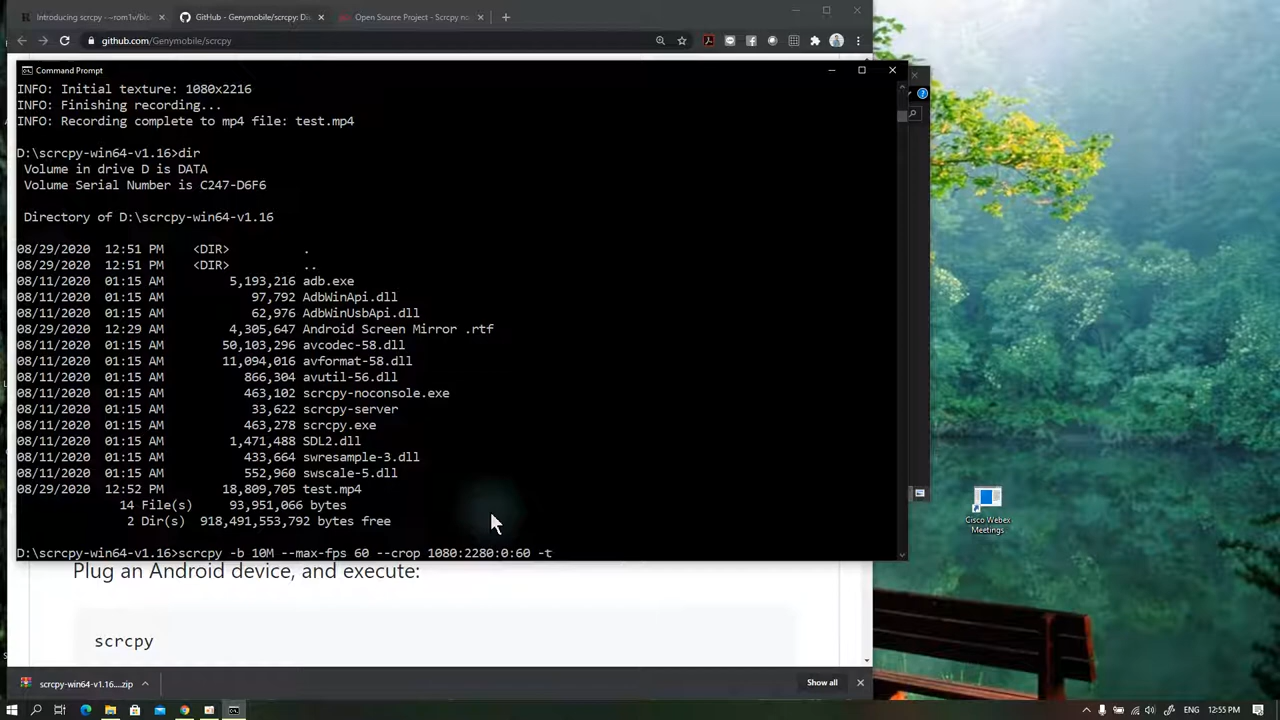 Introducing scrcpy – ~rom1v/blo
GitHub - Genymobile/scrcpy: Di
Open Source Project - Scrcpy no
github.com/Genymobile/scrcpy
Command Prompt
INFO: Initial texture: 1080x2216
INFO: Finishing recording...
INFO: Recording complete to mp4 file: test.mp4
D:\scrcpy-win64-v1.16>dir
Volume in drive D is DATA
Volume Serial Number is C247-D6F6
Directory of D:\scrcpy-win64-v1.16
08/29/2020 12:51 PM <DIR> .
08/29/2020 12:51 PM <DIR> ..
08/11/2020 01:15 AM 5,193,216 adb.exe
08/11/2020 01:15 AM 97,792 AdbWinApi.dll
08/11/2020 01:15 AM 62,976 AdbWinUsbApi.dll
08/29/2020 12:29 AM 4,305,647 Android Screen Mirror .rtf
08/11/2020 01:15 AM 50,103,296 avcodec-58.dll
08/11/2020 01:15 AM 11,094,016 avformat-58.dll
08/11/2020 01:15 AM 866,304 avutil-56.dll
08/11/2020 01:15 AM 463,102 scrcpy-noconsole.exe
08/11/2020 01:15 AM 33,622 scrcpy-server
08/11/2020 01:15 AM 463,278 scrcpy.exe
08/11/2020 01:15 AM 1,471,488 SDL2.dll
08/11/2020 01:15 AM 433,664 swresample-3.dll
08/11/2020 01:15 AM 552,960 swscale-5.dll
08/29/2020 12:52 PM 18,809,705 test.mp4
14 File(s) 93,951,066 bytes
2 Dir(s) 918,491,553,792 bytes free
D:\scrcpy-win64-v1.16>scrcpy -b 10M --max-fps 60 --crop 1080:2280:0:60 -t
Cisco Webex
Meetings
Plug an Android device, and execute:
scrcpy
scrcpy-win64-v1.16....zip
Show all
ENG
12:55 PM